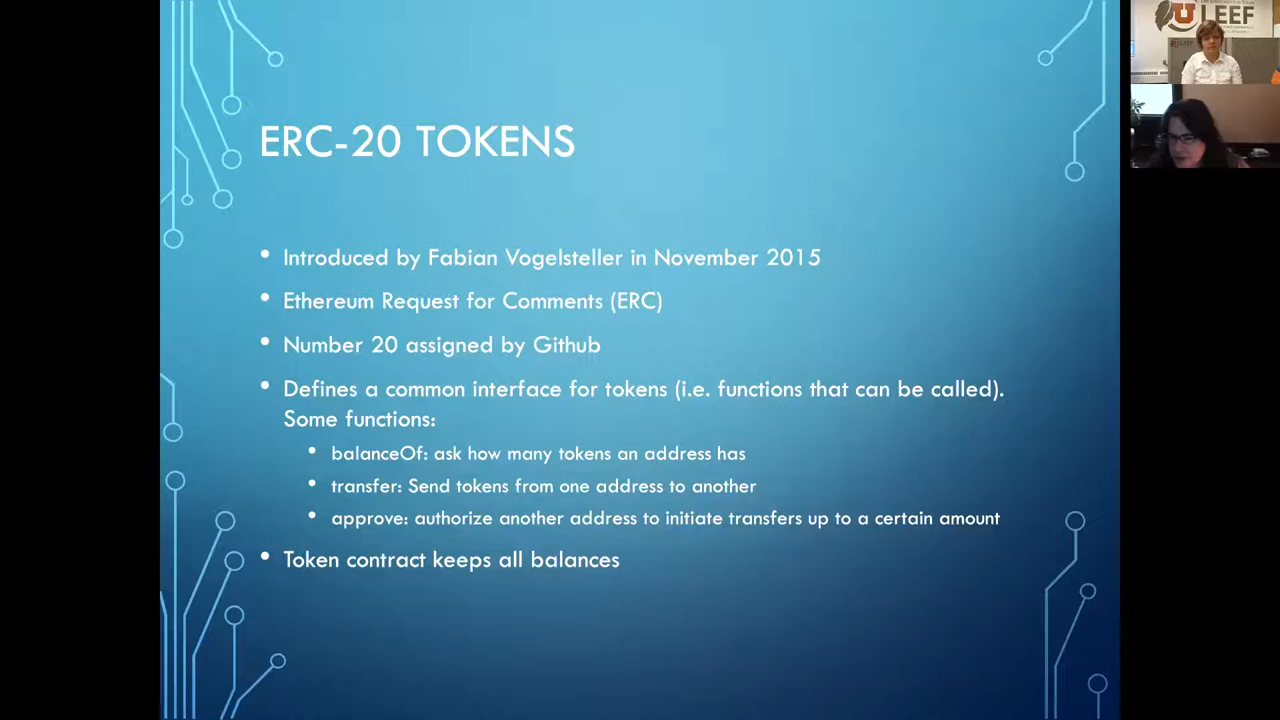 ERC-20 TOKENS
• Introduced by Fabian Vogelsteller in November 2015
• Ethereum Request for Comments (ERC)
• Number 20 assigned by Github
• Defines a common interface for tokens (i.e. functions that can be called).
Some functions:
• balanceOf: ask how many tokens an address has
• transfer: Send tokens from one address to another
• approve: authorize another address to initiate transfers up to a certain amount
• Token contract keeps all balances
U LEEF